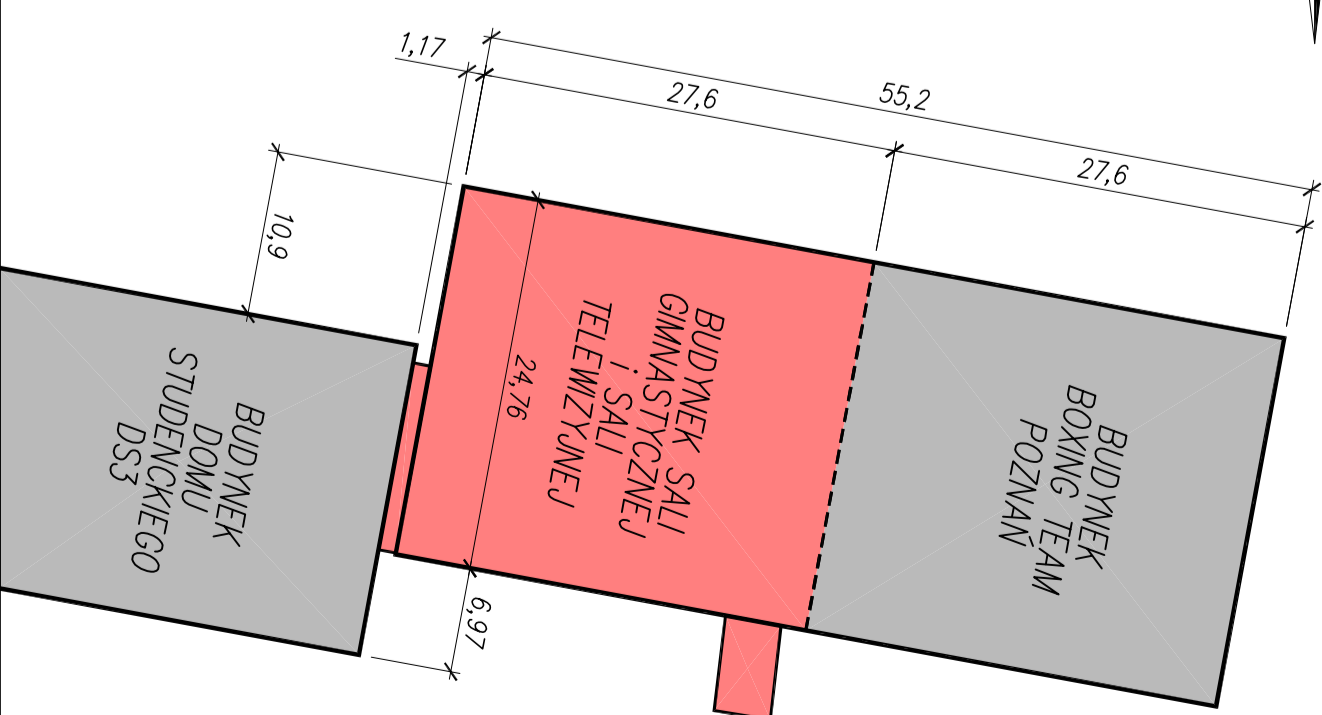 1,17
27,6
55,2
27,6
10,9
24,76
6,97
BUDYNEK
DOMU
STUDENCKIEGO
DS3
BUDYNEK SALI
GIMNASTYCZNEJ
i SALI
TELEWIZYJNEJ
BUDYNEK
BOXING TEAM
POZNAŃ